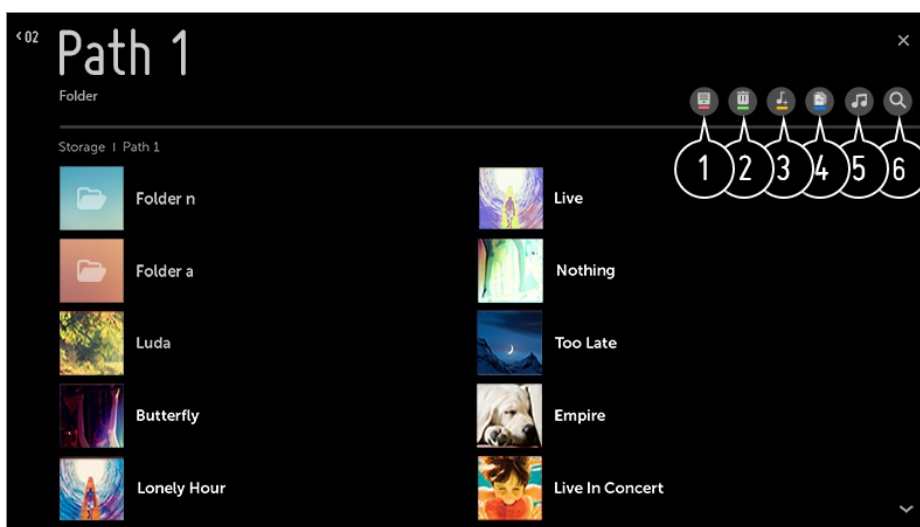 <02
Path 1
×
Folder
1 2 3 4 5 6
Storage | Path 1
Folder n
Live
Folder a
Nothing
Luda
Too Late
Butterfly
Empire
Lonely Hour
Live In Concert